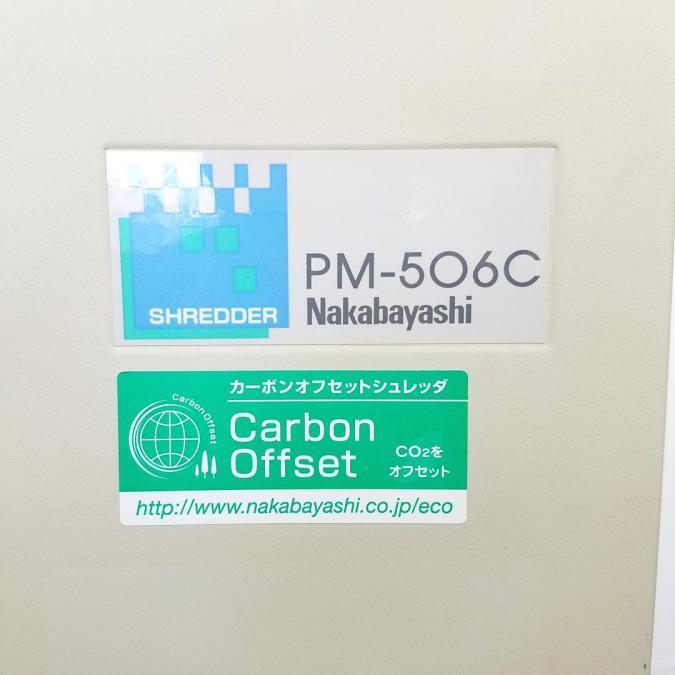 SHREDDER
PM-506C
Nakabayashi
カーボンオフセットシュレッダ
Carbon Offset
Carbon
Offset
CO₂を
オフセット
http://www.nakabayashi.co.jp/eco